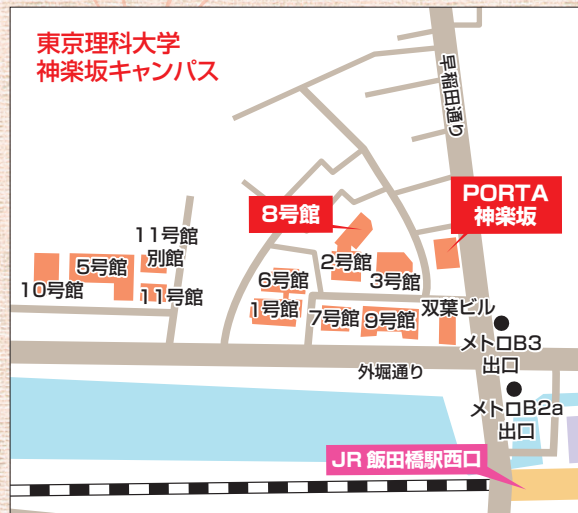 東京理科大学
神楽坂キャンパス
早稲田通り
PORTA
神楽坂
8号館
11号館
別館
5号館
2号館
3号館
10号館
11号館
6号館
1号館
7号館
9号館
双葉ビル
メトロB3
出口
外堀通り
メトロB2a
出口
JR 飯田橋駅西口